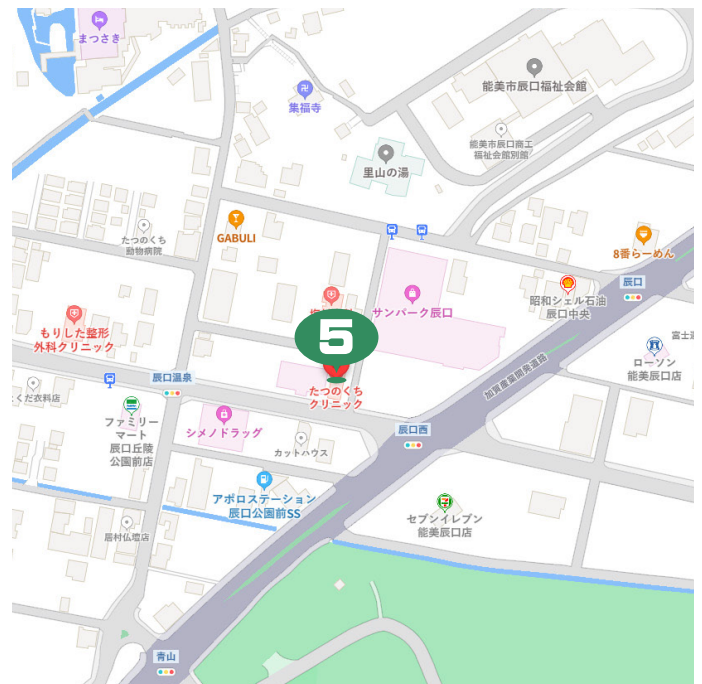 まつさき
集福寺
能美市辰口福祉会館
能美市辰口商工
福祉会館別館
里山の湯
たつのくち
動物病院
GABULI
8番らーめん
辰口
サンパーク辰口
昭和シェル石油
辰口中央
もりした整形
外科クリニック
5
加賀産業開発道路
ローソン
能美辰口店
辰口温泉
たつのくち
クリニック
くだ衣料店
ファミリー
マート
辰口丘陵
公園前店
シメノドラッグ
辰口西
カットハウス
アポロステーション
辰口公園前SS
セブンイレブン
能美辰口店
居村仏壇店
青山